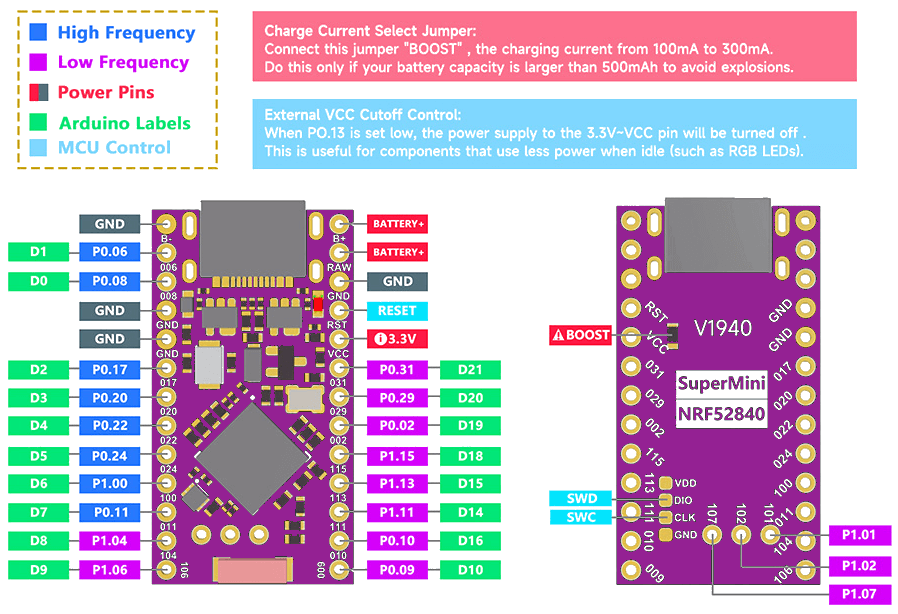 High Frequency
Low Frequency
Power Pins
Arduino Labels
MCU Control
Charge Current Select Jumper:
Connect this jumper "BOOST" , the charging current from 100mA to 300mA.
Do this only if your battery capacity is larger than 500mAh to avoid explosions.
External VCC Cutoff Control:
When PO.13 is set low, the power supply to the 3.3V~VCC pin will be turned off .
This is useful for components that use less power when idle (such as RGB LEDs).
GND
D1 P0.06
D0 P0.08
GND
GND
D2 P0.17
D3 P0.20
D4 P0.22
D5 P0.24
D6 P1.00
D7 P0.11
D8 P1.04
D9 P1.06
B-
006
008
GND
GND
017
020
022
024
100
011
104
106
B+
RAW
GND
RST
VCC
031
029
002
115
113
111
010
600
BATTERY+
BATTERY+
GND
RESET
3.3V
P0.31 D21
P0.29 D20
P0.02 D19
P1.15 D18
P1.13 D15
P1.11 D14
P0.10 D16
P0.09 D10
BOOST
SWD
SWC
RST
VCC
031
029
002
115
113
111
010
009
V1940
SuperMini
NRF52840
VDD
DIO
CLK
GND
107
102
101
GND
GND
017
020
022
024
100
011
104
106
P1.01
P1.02
P1.07